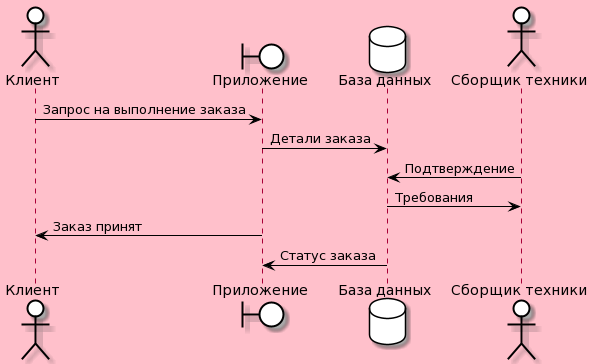 Клиент
Приложение
База данных
Сборщик техники
Запрос на выполнение заказа
Детали заказа
Подтверждение
Требования
Заказ принят
Статус заказа
Клиент
Приложение
База данных
Сборщик техники